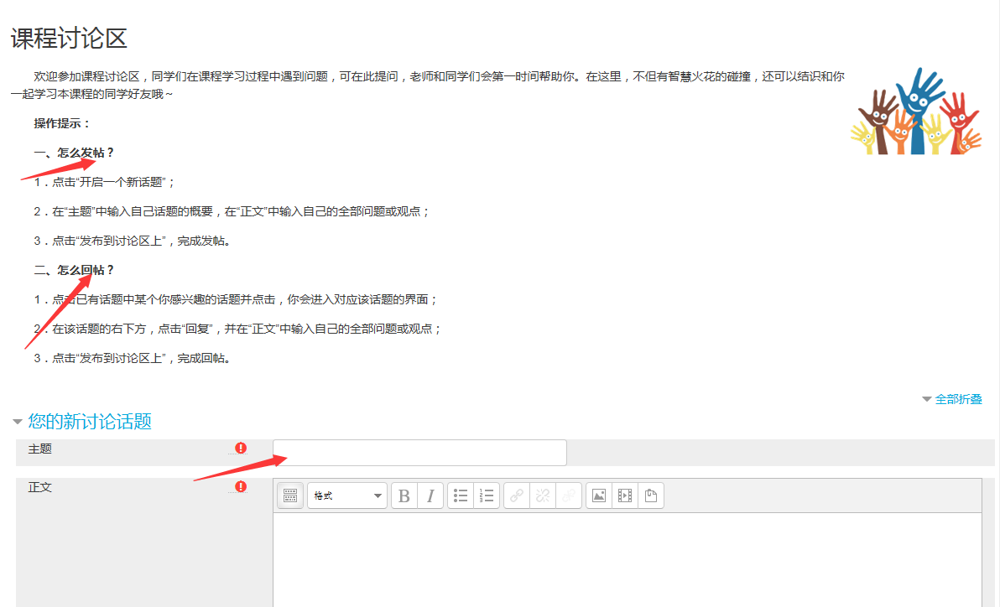 课程讨论区
欢迎参加课程讨论区，同学们在课程学习过程中遇到问题，可在此提问，老师和同学们会第一时间帮助你。在这里，不但有智慧火花的碰撞，还可以结识和你
一起学习本课程的同学好友哦～
操作提示：
一、怎么发帖？
1．点击“开启一个新话题”；
2．在“主题”中输入自己话题的概要，在“正文”中输入自己的全部问题或观点；
3．点击“发布到讨论区上”，完成发帖。
二、怎么回帖？
1．点击已有话题中某个你感兴趣的话题并点击，你会进入对应该话题的界面；
2．在该话题的右下方，点击“回复”，并在“正文”中输入自己的全部问题或观点；
3．点击“发布到讨论区上”，完成回帖。
全部折叠
您的新讨论话题
主题
正文
格式 B I